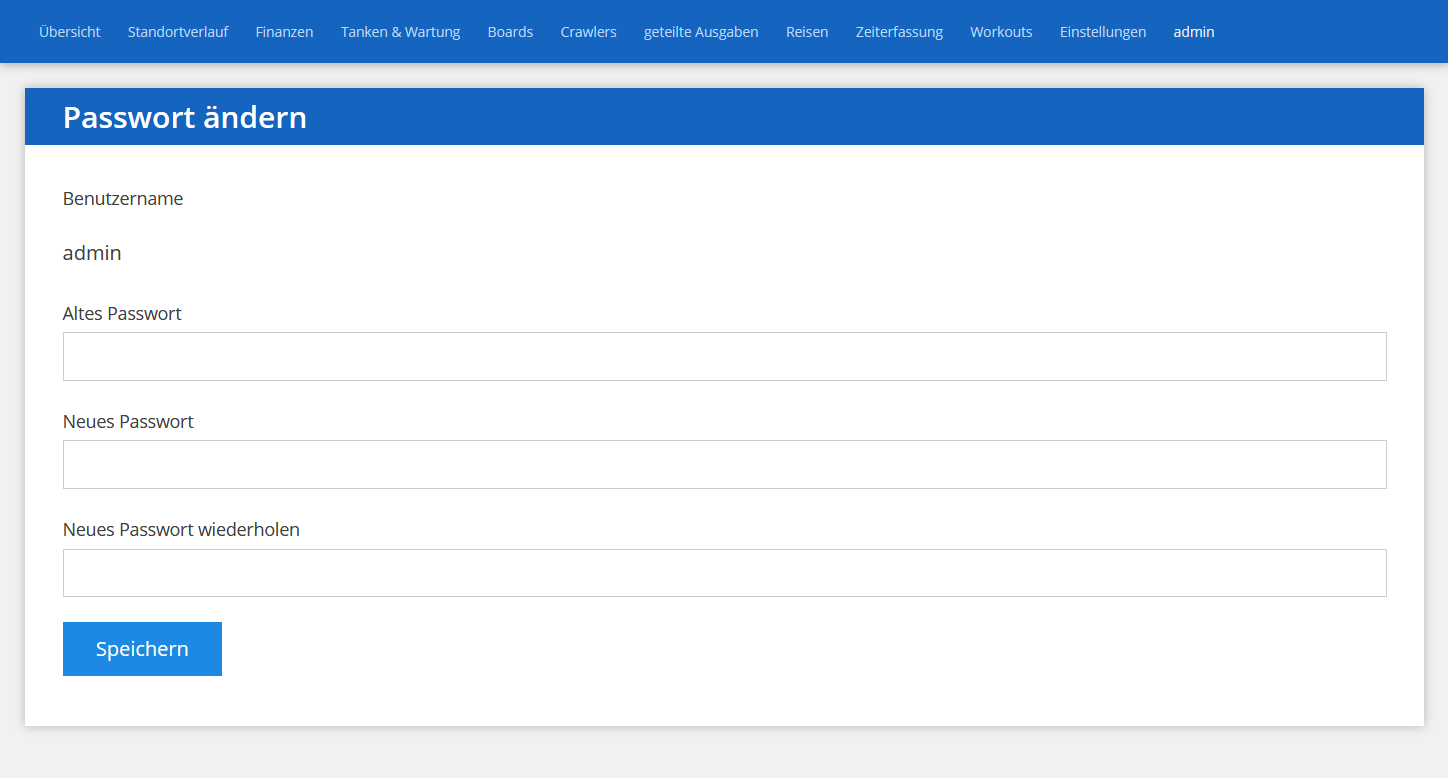 Übersicht Standortverlauf Finanzen Tanken & Wartung Boards Crawlers geteilte Ausgaben Reisen Zeiterfassung Workouts Einstellungen admin
Passwort ändern
Benutzername
admin
Altes Passwort
Neues Passwort
Neues Passwort wiederholen
Speichern